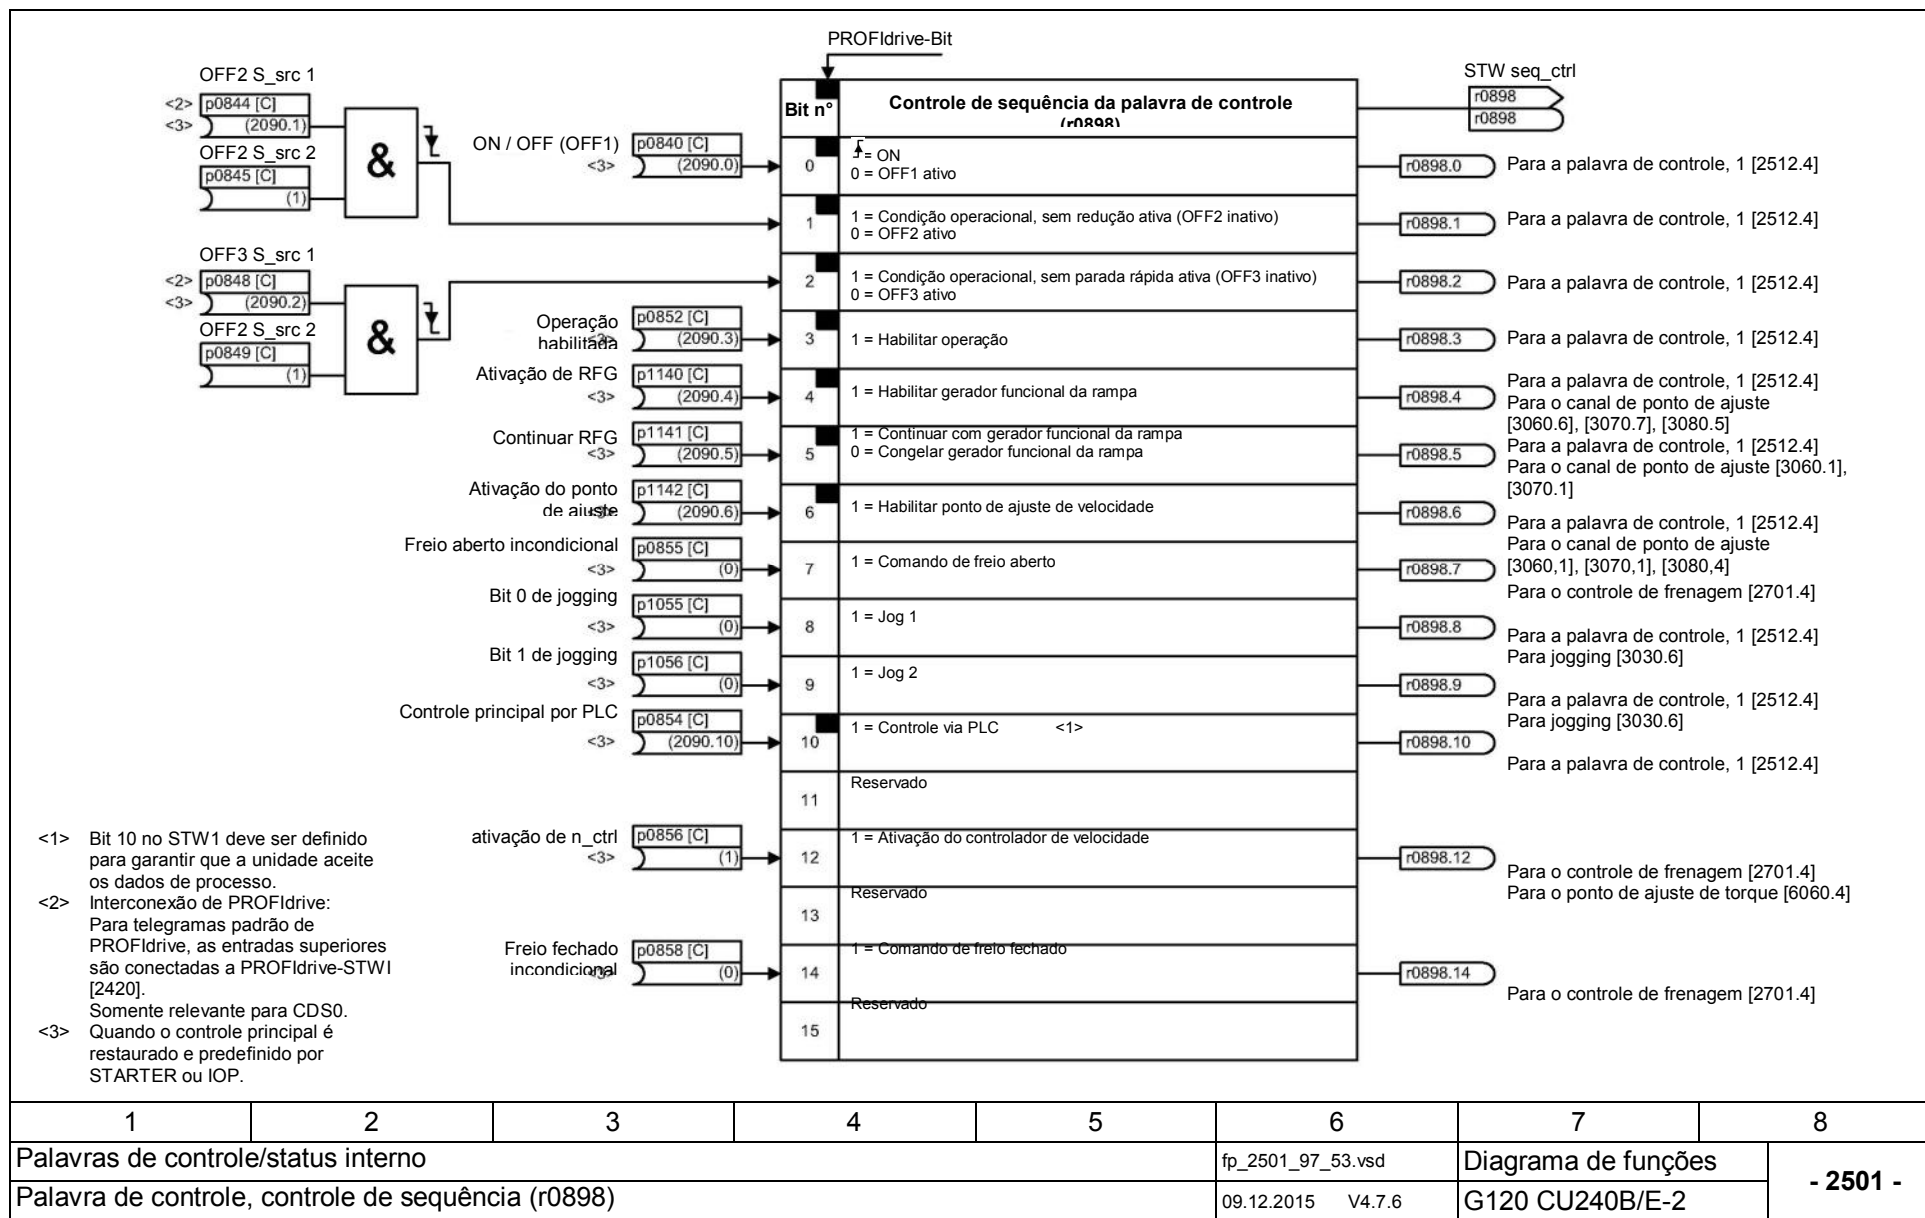 PROFIdrive-Bit
OFF2 S_src 1
<2> p0844 [C]
<3> (2090.1)
OFF2 S_src 2
p0845 [C]
(1)
&
OFF3 S_src 1
<2> p0848 [C]
<3> (2090.2)
OFF2 S_src 2
p0849 [C]
(1)
&
Bit n° Controle de sequência da palavra de controle
(r0898)
STW seq_ctrl
r0898
r0898
ON / OFF (OFF1) p0840 [C]
<3> (2090.0)
0
= ON
0 = OFF1 ativo
r0898.0 Para a palavra de controle, 1 [2512.4]
1
1 = Condição operacional, sem redução ativa (OFF2 inativo)
0 = OFF2 ativo
r0898.1 Para a palavra de controle, 1 [2512.4]
2
1 = Condição operacional, sem parada rápida ativa (OFF3 inativo)
0 = OFF3 ativo
r0898.2 Para a palavra de controle, 1 [2512.4]
Operação
habilitada
p0852 [C]
<3> (2090.3)
3
1 = Habilitar operação
r0898.3 Para a palavra de controle, 1 [2512.4]
Ativação de RFG p1140 [C]
<3> (2090.4)
4
1 = Habilitar gerador funcional da rampa
r0898.4
Para a palavra de controle, 1 [2512.4]
Para o canal de ponto de ajuste
[3060.6], [3070.7], [3080.5]
Continuar RFG p1141 [C]
<3> (2090.5)
5
1 = Continuar com gerador funcional da rampa
0 = Congelar gerador funcional da rampa
r0898.5
Para a palavra de controle, 1 [2512.4]
Para o canal de ponto de ajuste [3060.1],
[3070.1]
Ativação do ponto
de ajuste
p1142 [C]
<3> (2090.6)
6
1 = Habilitar ponto de ajuste de velocidade
r0898.6
Para a palavra de controle, 1 [2512.4]
Para o canal de ponto de ajuste
[3060,1], [3070,1], [3080,4]
Freio aberto incondicional p0855 [C]
<3> (0)
7
1 = Comando de freio aberto
r0898.7
Para o controle de frenagem [2701.4]
Bit 0 de jogging p1055 [C]
<3> (0)
8
1 = Jog 1
r0898.8
Para a palavra de controle, 1 [2512.4]
Para jogging [3030.6]
Bit 1 de jogging p1056 [C]
<3> (0)
9
1 = Jog 2
r0898.9
Para a palavra de controle, 1 [2512.4]
Para jogging [3030.6]
Controle principal por PLC p0854 [C]
<3> (2090.10)
10
1 = Controle via PLC <1>
r0898.10
Para a palavra de controle, 1 [2512.4]
11
Reservado
ativação de n_ctrl p0856 [C]
<3> (1)
12
1 = Ativação do controlador de velocidade
r0898.12
Para o controle de frenagem [2701.4]
Para o ponto de ajuste de torque [6060.4]
13
Reservado
Freio fechado
incondicional
p0858 [C]
<3> (0)
14
1 = Comando de freio fechado
r0898.14
Para o controle de frenagem [2701.4]
15
Reservado
<1> Bit 10 no STW1 deve ser definido
para garantir que a unidade aceite
os dados de processo.
<2> Interconexão de PROFIdrive:
Para telegramas padrão de
PROFIdrive, as entradas superiores
são conectadas a PROFIdrive-STWI
[2420].
Somente relevante para CDS0.
<3> Quando o controle principal é
restaurado e predefinido por
STARTER ou IOP.
1 2 3 4 5 6 7 8
Palavras de controle/status interno fp_2501_97_53.vsd Diagrama de funções - 2501 -
Palavra de controle, controle de sequência (r0898) 09.12.2015 V4.7.6 G120 CU240B/E-2